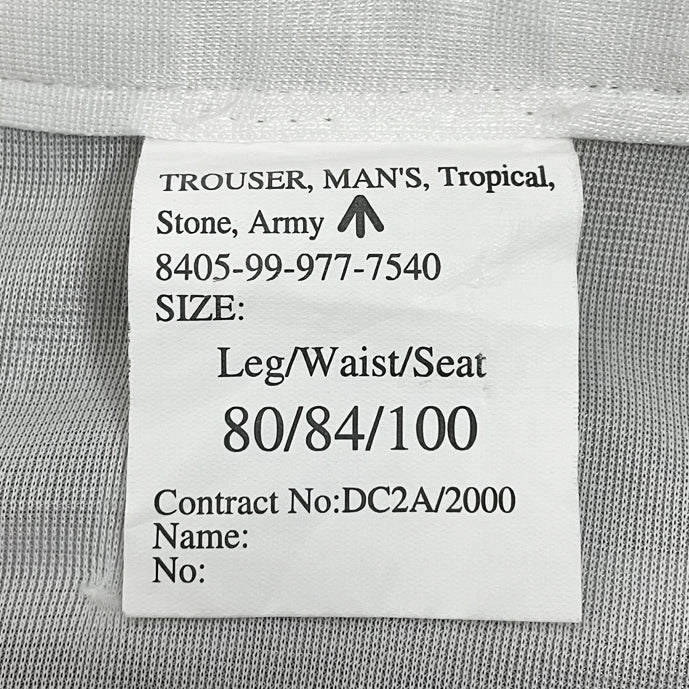 TROUSER, MAN'S, Tropical,
Stone, Army
8405-99-977-7540
SIZE:
Leg/Waist/Seat
80/84/100
Contract No:DC2A/2000
Name:
No: